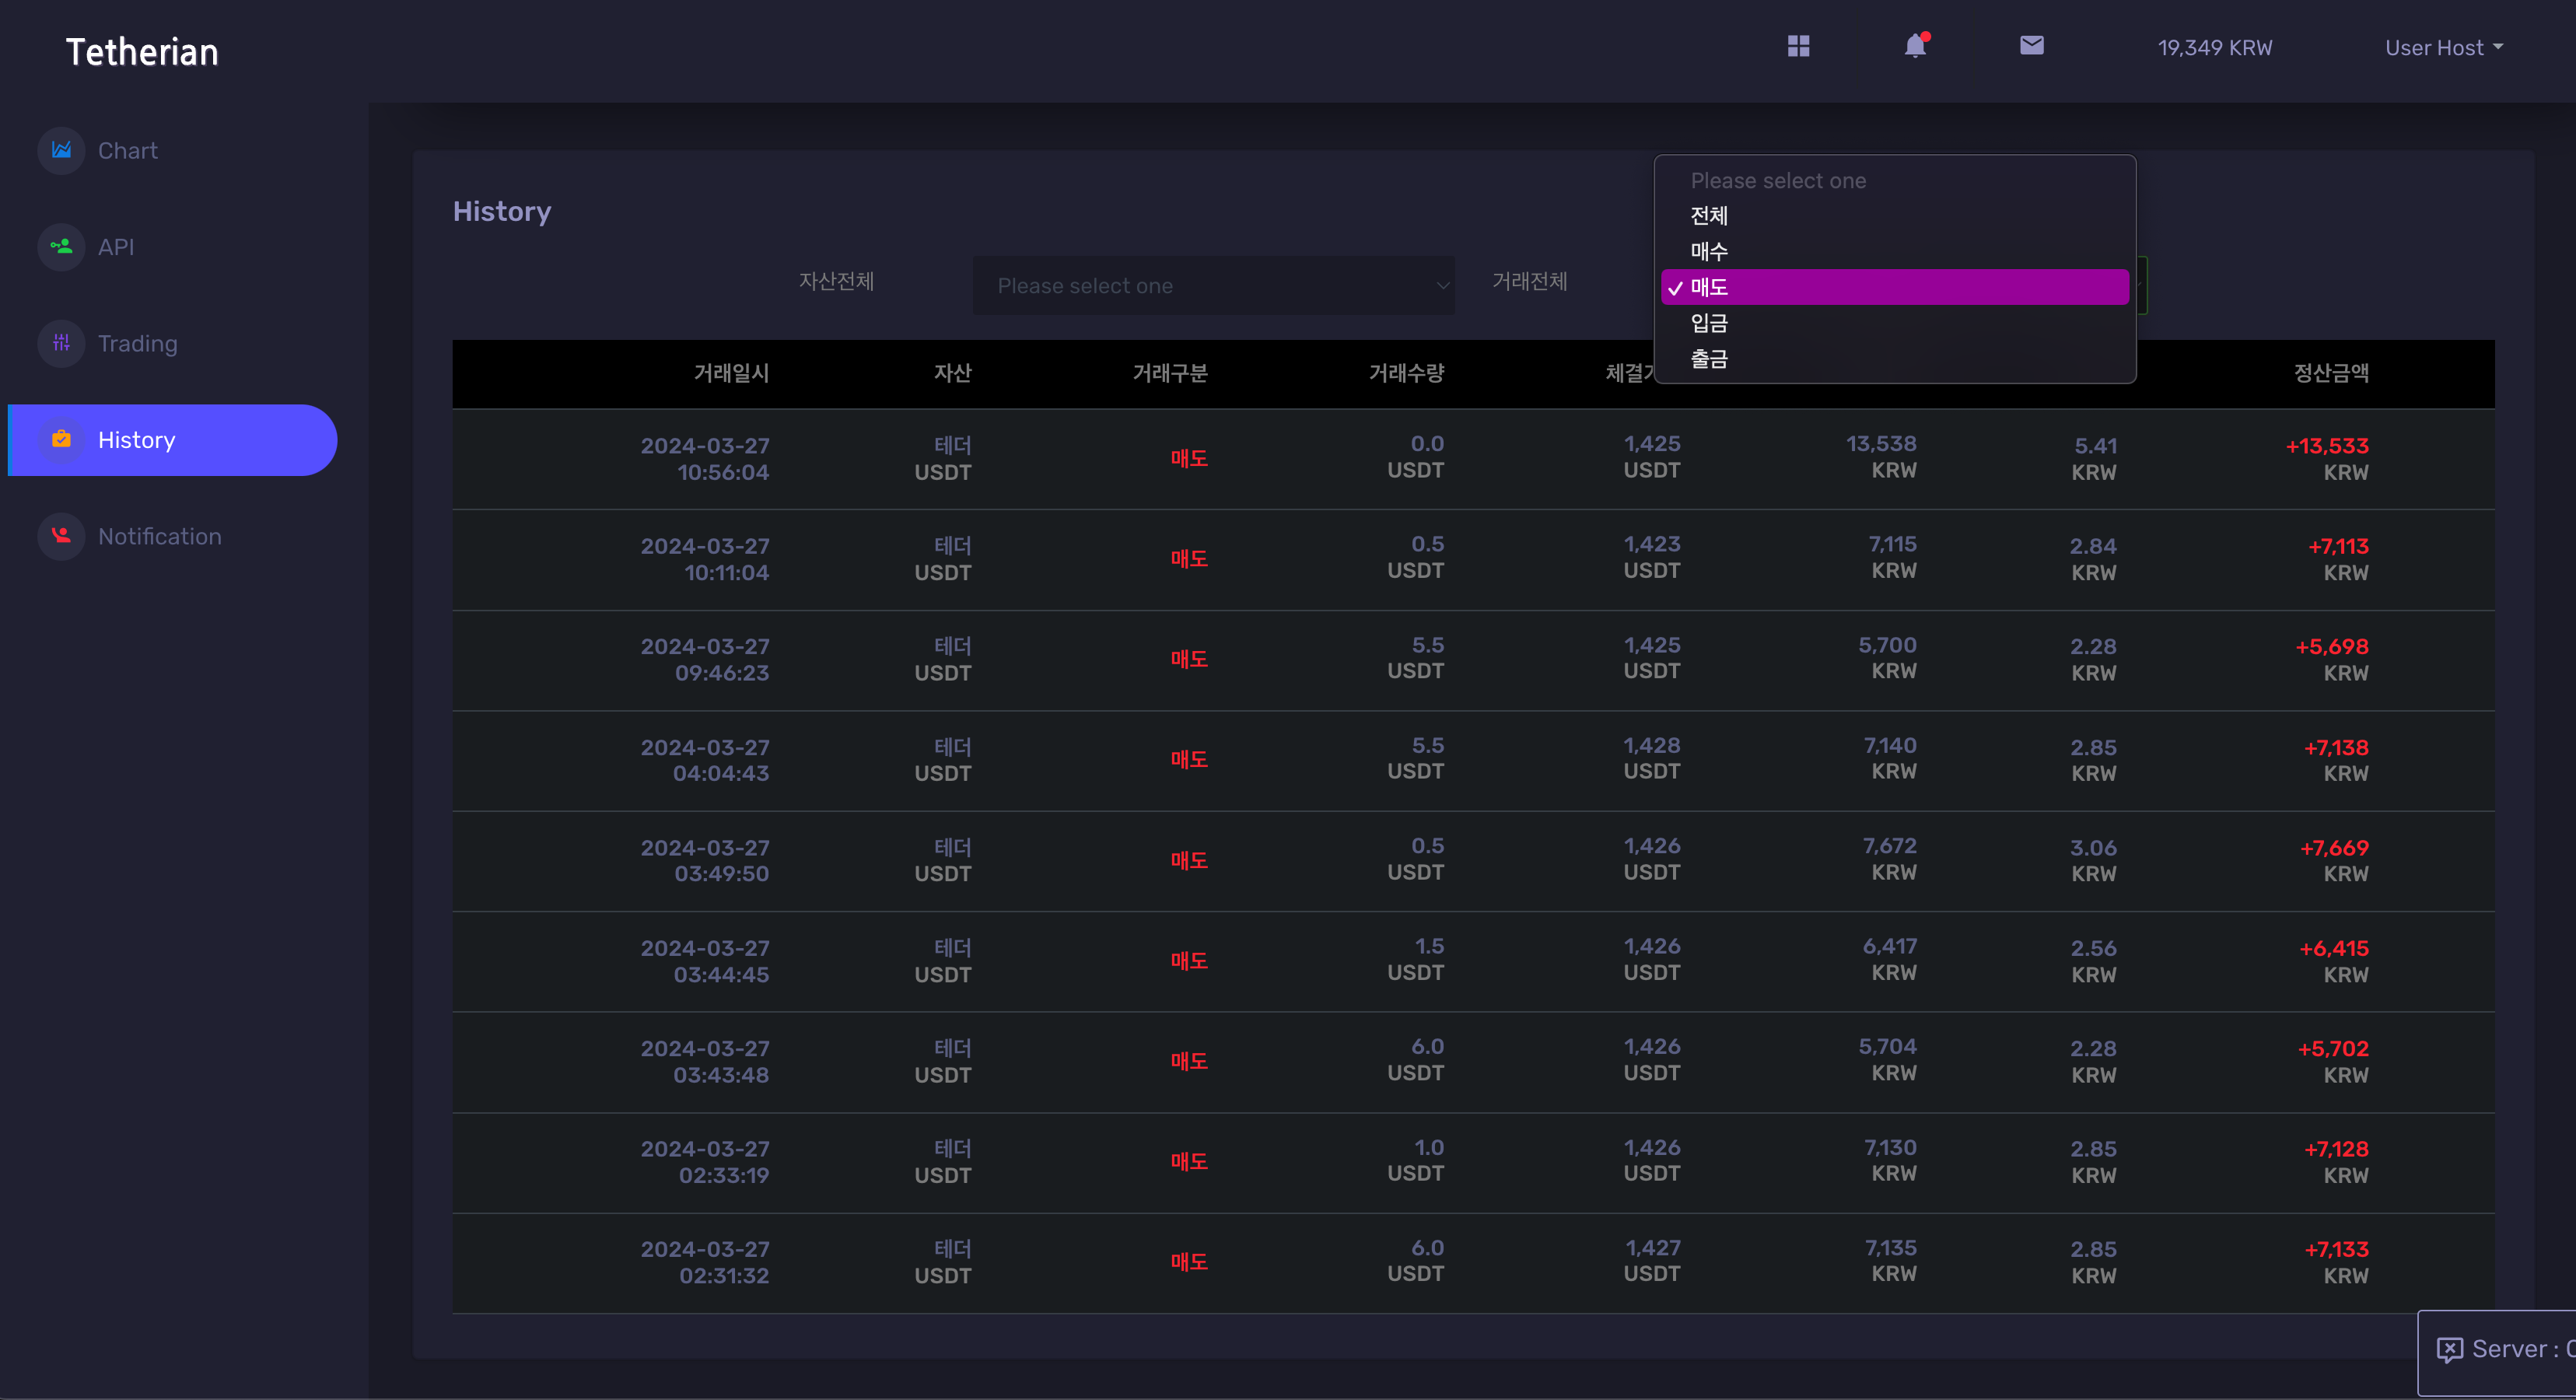 Tetherian
19,349 KRW
User Host
Chart
API
Trading
History
Notification
History
자산전체
Please select one
거래전체
Please select one
전체
매수
매도
입금
출금
거래일시 자산 거래구분 거래수량 정산금액
2024-03-27 테더 매도 0.0 1,425 13,538 5.41 +13,533
10:56:04 USDT USDT USDT KRW KRW KRW
2024-03-27 테더 매도 0.5 1,423 7,115 2.84 +7,113
10:11:04 USDT USDT USDT KRW KRW KRW
2024-03-27 테더 매도 5.5 1,425 5,700 2.28 +5,698
09:46:23 USDT USDT USDT KRW KRW KRW
2024-03-27 테더 매도 5.5 1,428 7,140 2.85 +7,138
04:04:43 USDT USDT USDT KRW KRW KRW
2024-03-27 테더 매도 0.5 1,426 7,672 3.06 +7,669
03:49:50 USDT USDT USDT KRW KRW KRW
2024-03-27 테더 매도 1.5 1,426 6,417 2.56 +6,415
03:44:45 USDT USDT USDT KRW KRW KRW
2024-03-27 테더 매도 6.0 1,426 5,704 2.28 +5,702
03:43:48 USDT USDT USDT KRW KRW KRW
2024-03-27 테더 매도 1.0 1,426 7,130 2.85 +7,128
02:33:19 USDT USDT USDT KRW KRW KRW
2024-03-27 테더 매도 6.0 1,427 7,135 2.85 +7,133
02:31:32 USDT USDT USDT KRW KRW KRW
Server :